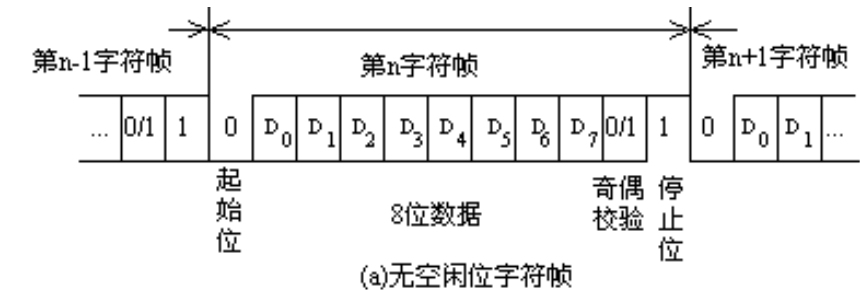 第n-1字符帧 第n字符帧 第n+1字符帧
... 0/1 1 0 D0 D1 D2 D3 D4 D5 D6 D7 0/1 1 0 D0 D1 ...
起始位 8位数据 奇偶校验 停止位
(a)无空闲位字符帧